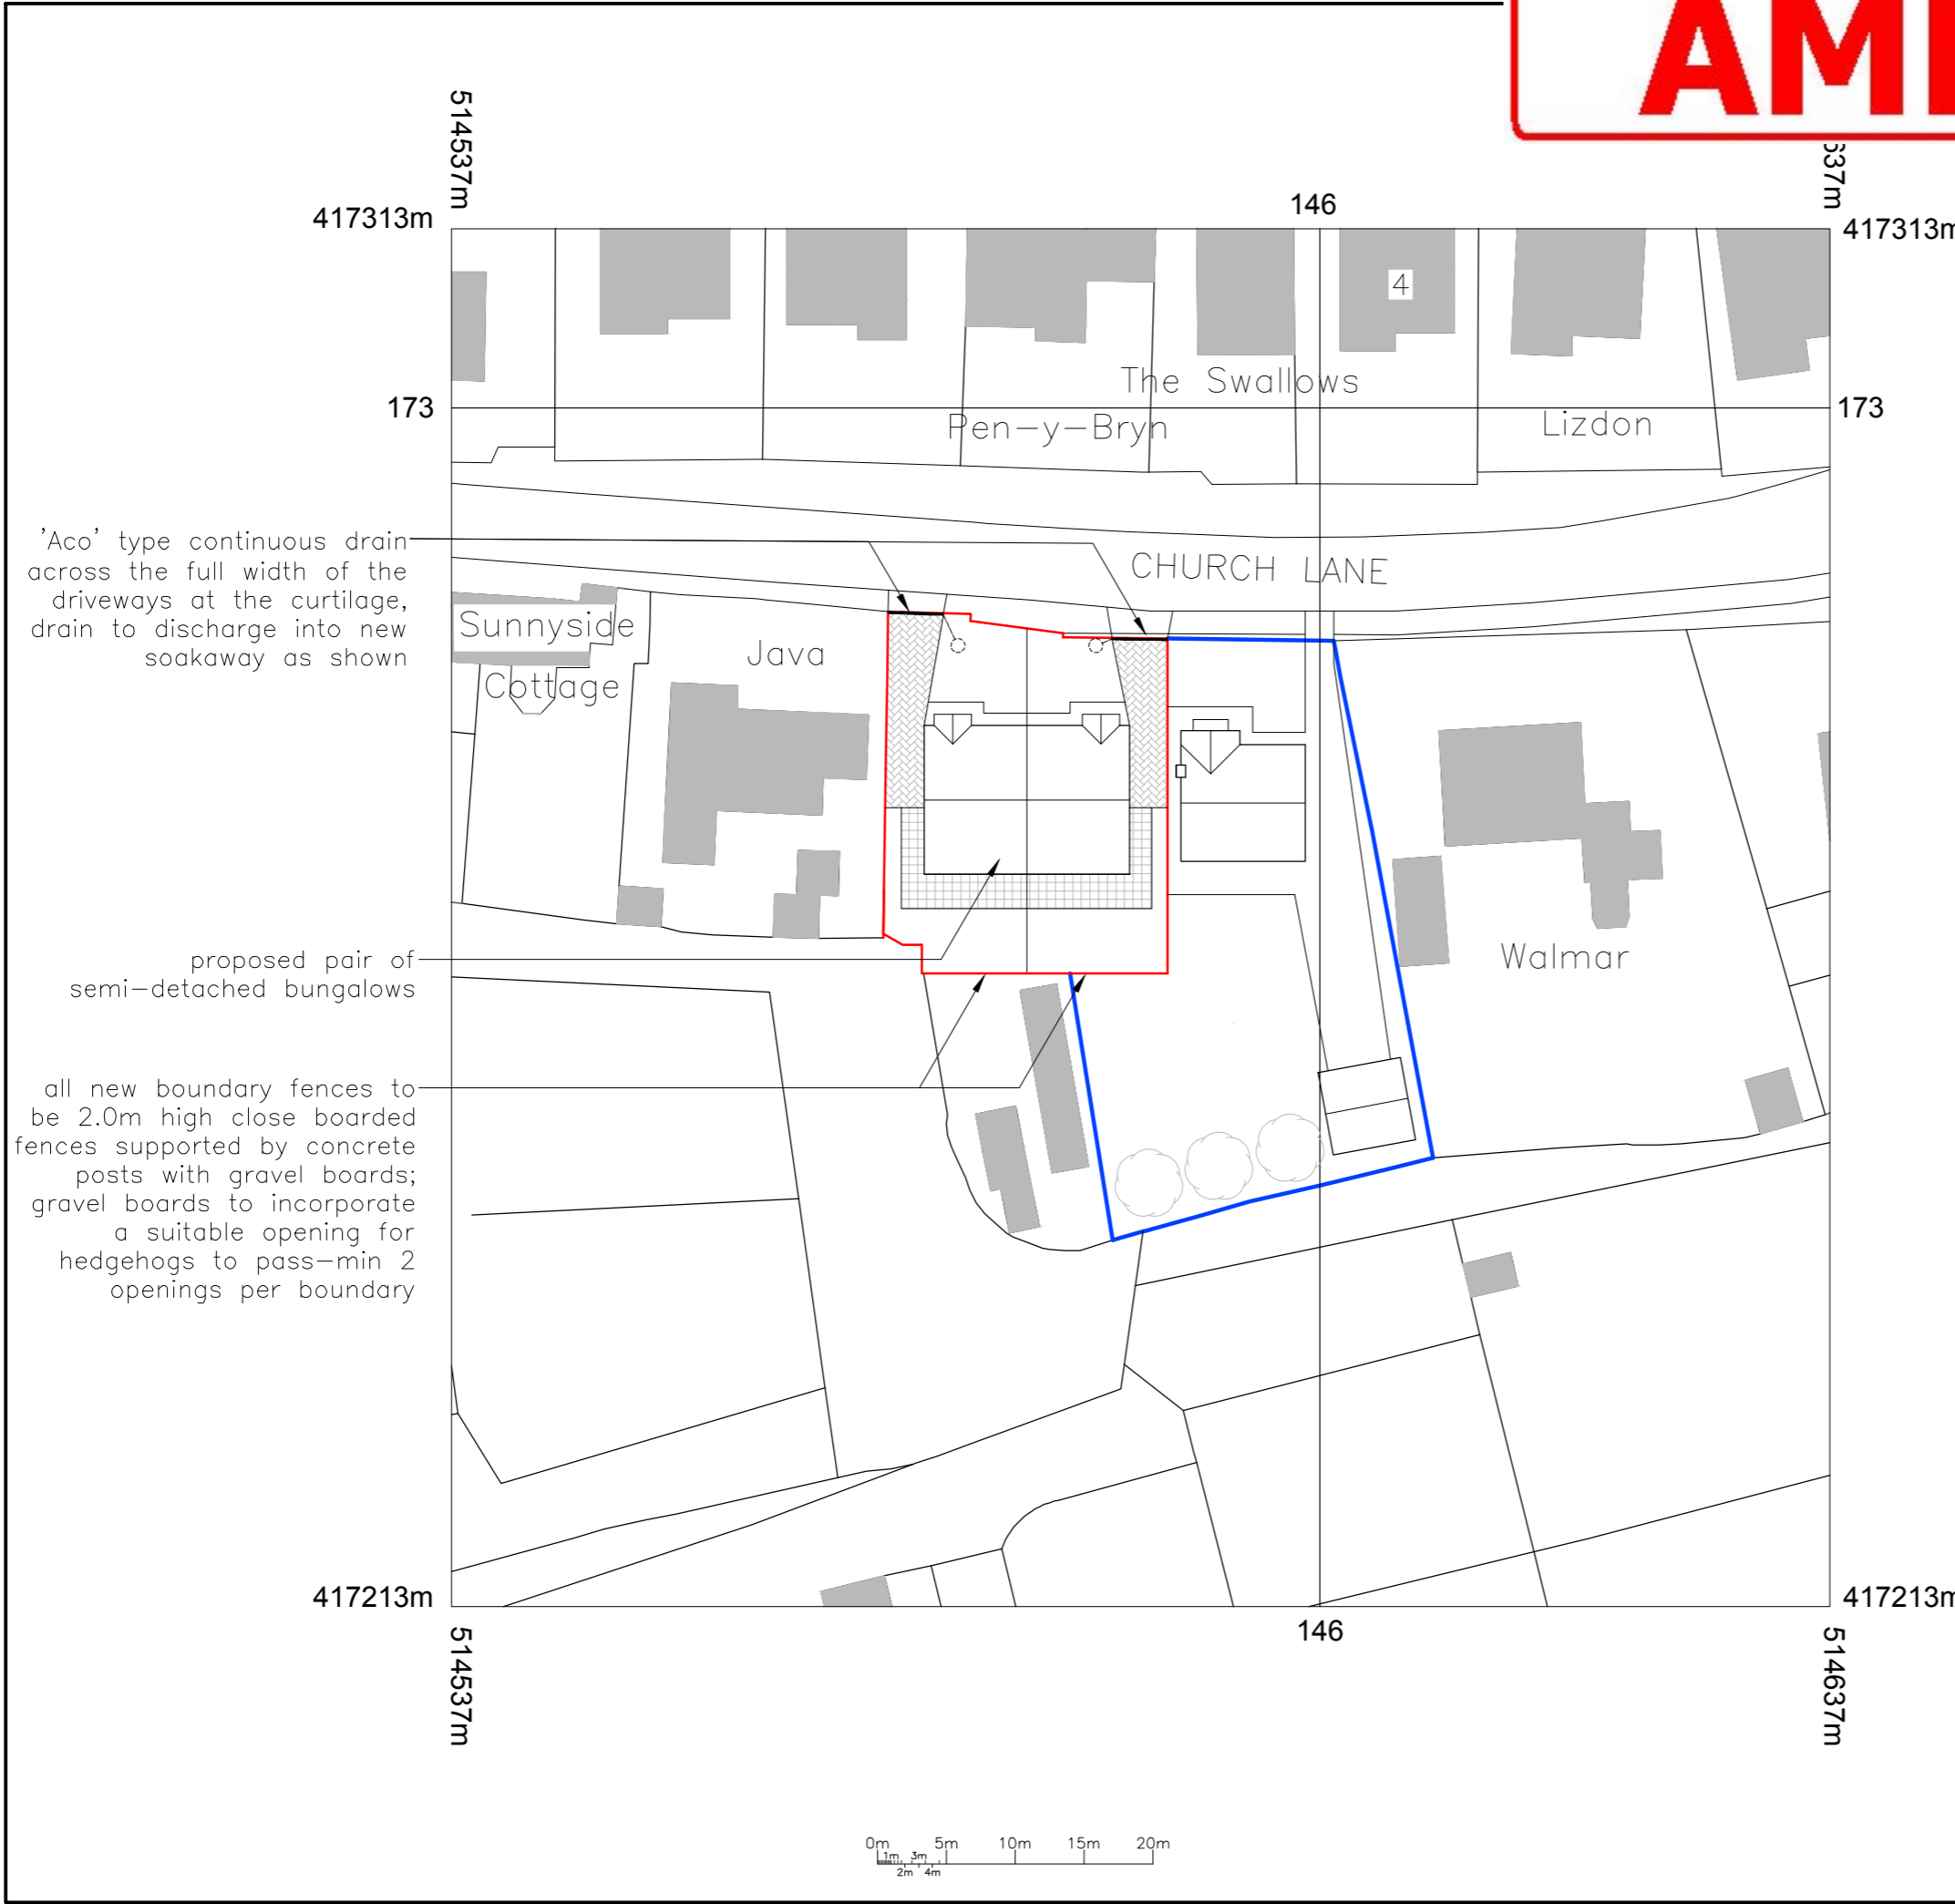 514537m
417313m
173
146
417313m
4
The Swallows
Pen-y-Bryn
Lizdon
173
'Aco' type continuous drain
across the full width of the
driveways at the curtilage,
drain to discharge into new
soakaway as shown
CHURCH LANE
Sunnyside
Cottage
Java
Walmar
proposed pair of
semi-detached bungalows
all new boundary fences to
be 2.0m high close boarded
fences supported by concrete
posts with gravel boards;
gravel boards to incorporate
a suitable opening for
hedgehogs to pass-min 2
openings per boundary
417213m
417213m
514537m
146
514637m
0m 5m 10m 15m 20m
1m 3m
2m 4m